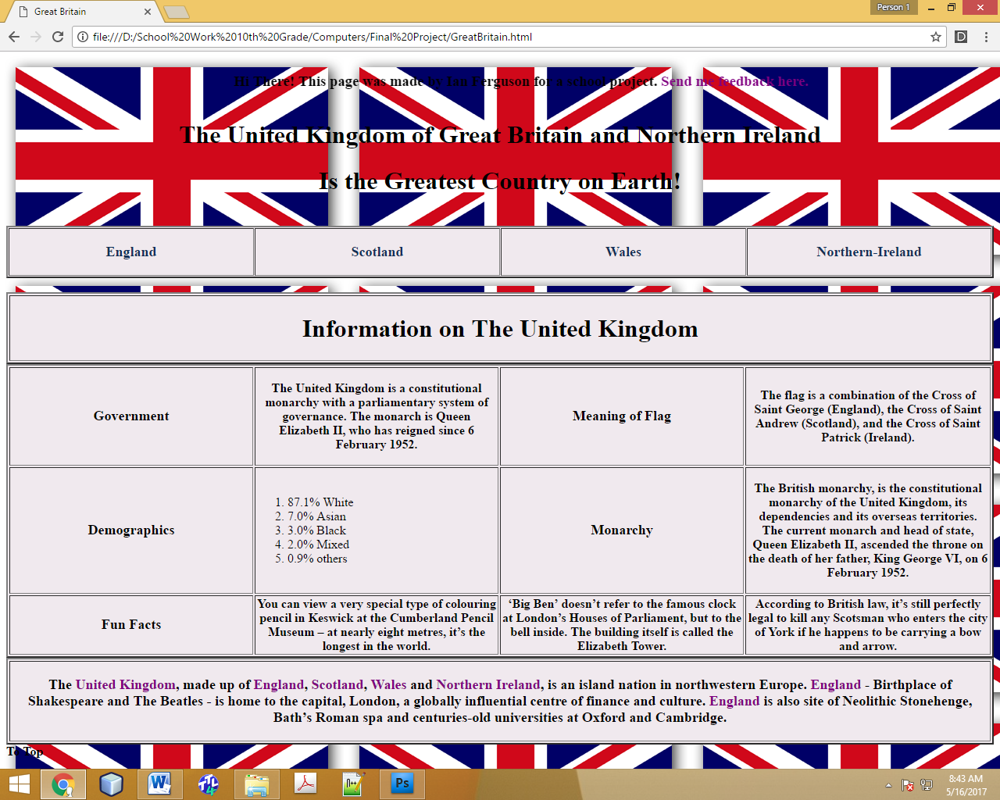 Great Britain
Person 1
file:///D:/School%20Work%2010th%20Grade/Computers/Final%20Project/GreatBritain.html
Hi There! This page was made by Ian Ferguson for a school project. Send me feedback here.
The United Kingdom of Great Britain and Northern Ireland
Is the Greatest Country on Earth!
England
Scotland
Wales
Northern-Ireland
Information on The United Kingdom
Government
The United Kingdom is a constitutional
monarchy with a parliamentary system of
governance. The monarch is Queen
Elizabeth II, who has reigned since 6
February 1952.
Meaning of Flag
The flag is a combination of the Cross of
Saint George (England), the Cross of Saint
Andrew (Scotland), and the Cross of Saint
Patrick (Ireland).
Demographics
1. 87.1% White
2. 7.0% Asian
3. 3.0% Black
4. 2.0% Mixed
5. 0.9% others
Monarchy
The British monarchy, is the constitutional
monarchy of the United Kingdom, its
dependencies and its overseas territories.
The current monarch and head of state,
Queen Elizabeth II, ascended the throne on
the death of her father, King George VI, on 6
February 1952.
Fun Facts
You can view a very special type of colouring
pencil in Keswick at the Cumberland Pencil
Museum – at nearly eight metres, it’s the
longest in the world.
‘Big Ben’ doesn’t refer to the famous clock
at London’s Houses of Parliament, but to the
bell inside. The building itself is called the
Elizabeth Tower.
According to British law, it’s still perfectly
legal to kill any Scotsman who enters the city
of York if he happens to be carrying a bow
and arrow.
The United Kingdom, made up of England, Scotland, Wales and Northern Ireland, is an island nation in northwestern Europe. England - Birthplace of
Shakespeare and The Beatles - is home to the capital, London, a globally influential centre of finance and culture. England is also site of Neolithic Stonehenge,
Bath’s Roman spa and centuries-old universities at Oxford and Cambridge.
To Top
Ps
8:43 AM
5/16/2017